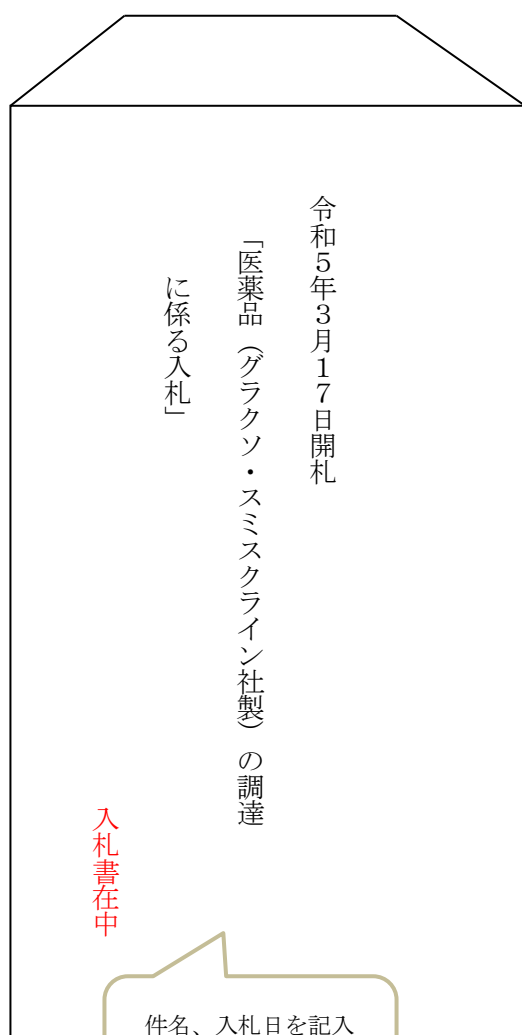 令和５年３月１７日開札
「医薬品（グラクソ・スミスクライン社製）の調達
に係る入札」
入札書在中
件名、入札日を記入